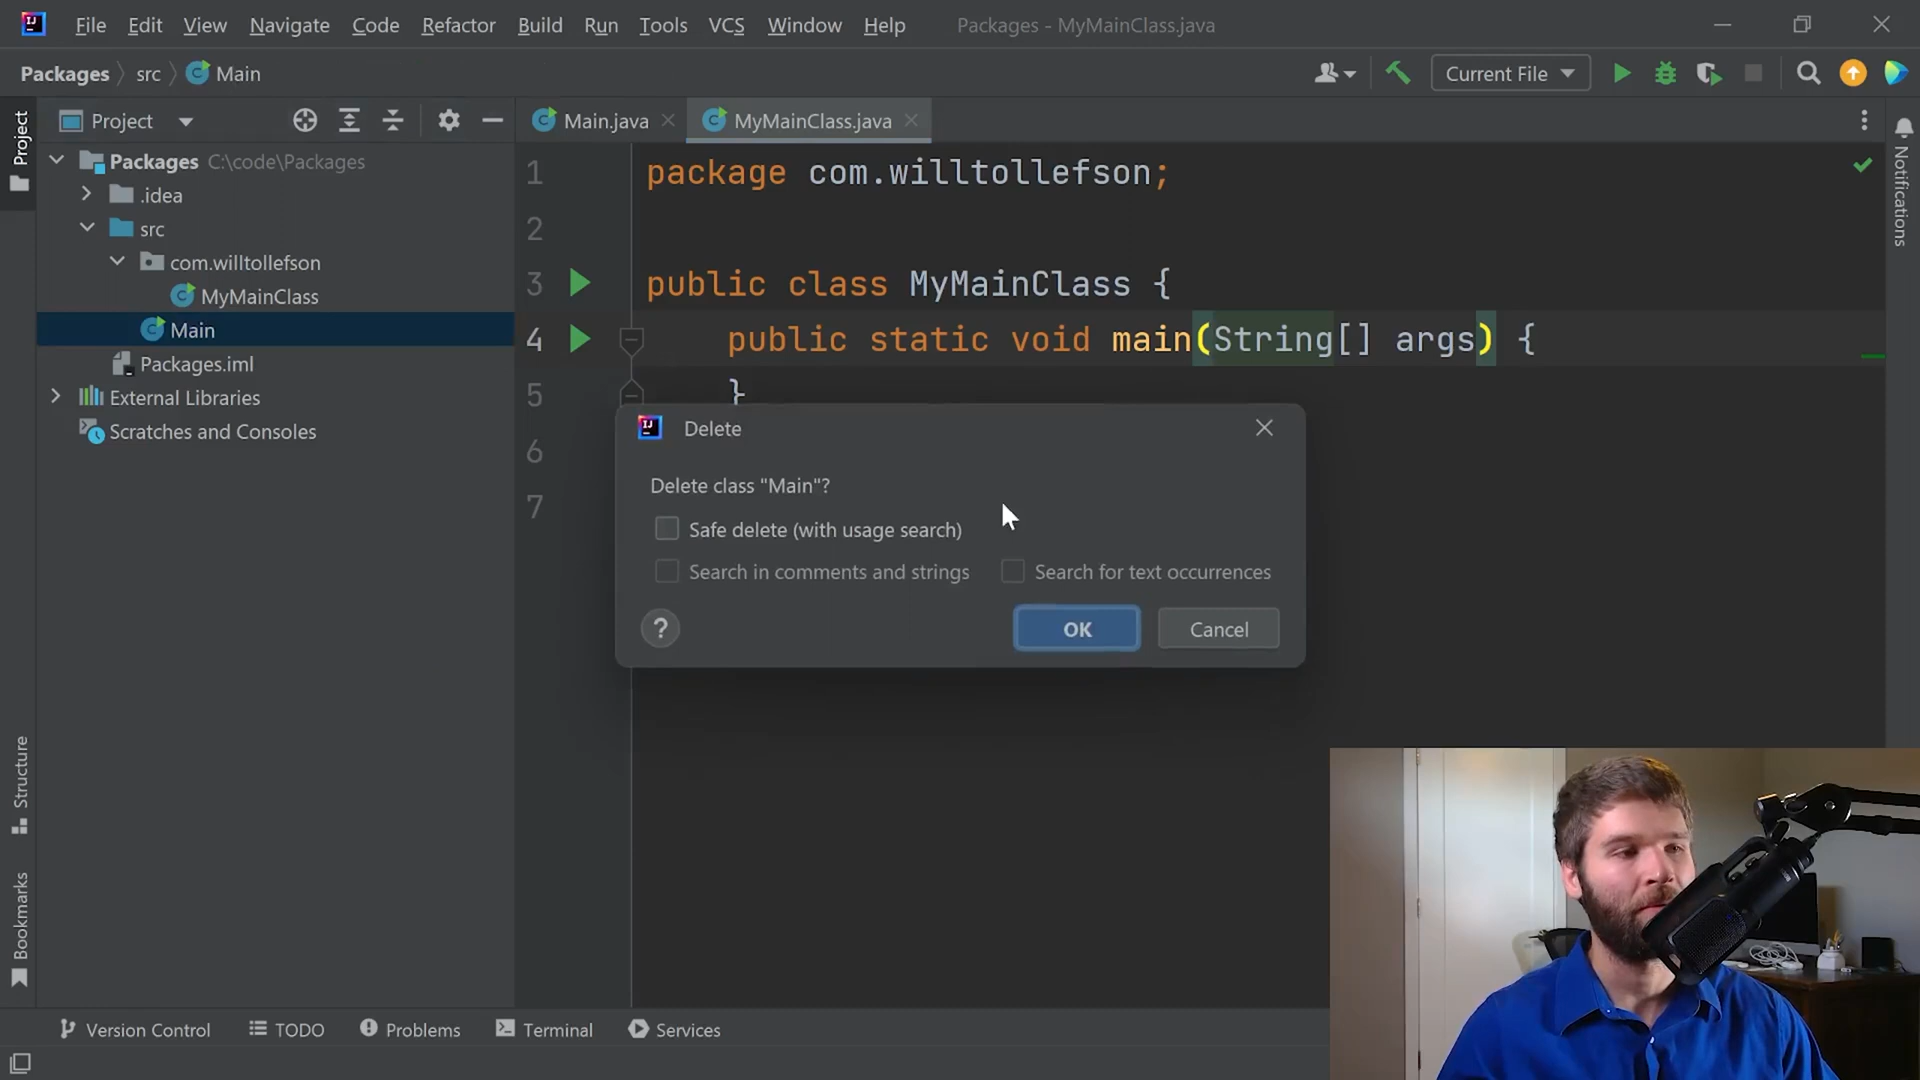 File Edit View Navigate Code Refactor Build Run Tools VCS Window Help Packages - MyMainClass.java
Packages src Main
Current File
Project
Project
Main.java
MyMainClass.java
Packages C:\code\Packages
.idea
src
com.willtollefson
MyMainClass
Main
Packages.iml
External Libraries
Scratches and Consoles
1 package com.willtollefson;
2
3 public class MyMainClass {
4 public static void main(String[] args) {
5 }
6
7
Delete
Delete class "Main"?
Safe delete (with usage search)
Search in comments and strings
Search for text occurrences
?
OK
Cancel
Notifications
Structure
Bookmarks
Version Control
TODO
Problems
Terminal
Services